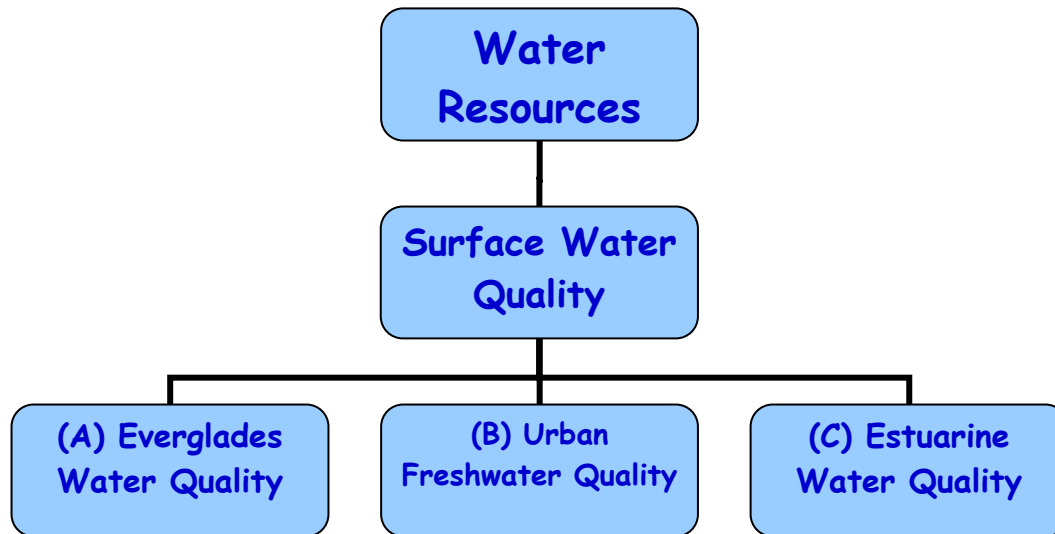 Water
Resources
Surface Water
Quality
(A) Everglades
Water Quality
(B) Urban
Freshwater Quality
(C) Estuarine
Water Quality